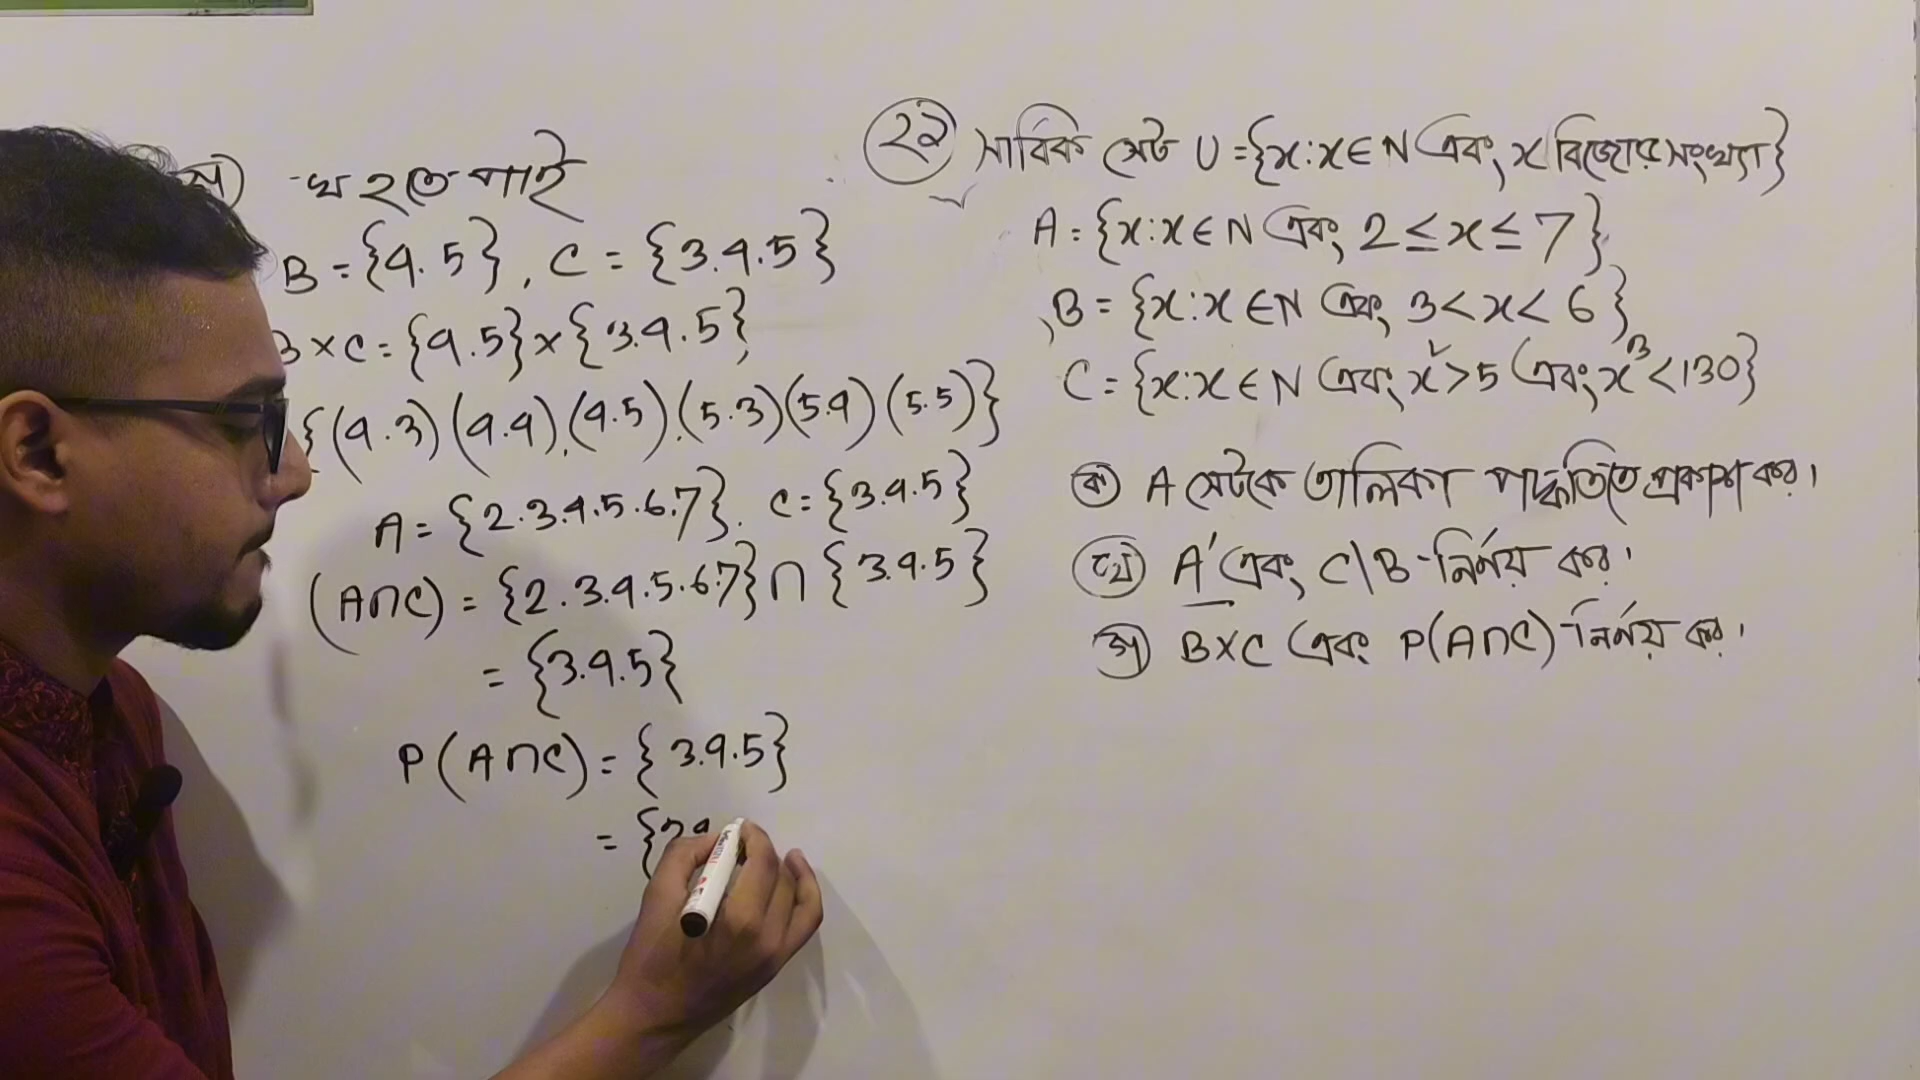 খ হতে পাই
B = {4. 5}, C = {3.4.5}
B×C = {4.5}×{3.4.5}
{(4.3)(4.4).(4.5).(5.3)(5.4)(5.5)}
A = {2.3.4.5.6.7}. C = {3.4.5}
(A∩C) = {2.3.4.5.6.7}∩{3.4.5}
= {3.4.5}
P(A∩C) = {3.4.5}
= {
২২ সার্বিক সেট U = {x:x∈N এবং x বিজোর সংখ্যা}
A = {x:x∈N এবং 2≤x≤7}
B = {x:x∈N এবং 3<x<6}
C = {x:x∈N এবং x²>5 এবং x³<130}
ক A সেটকে তালিকা পদ্ধতিতে প্রকাশ কর।
খ A' এবং C\B নির্ণয় কর।
গ B×C এবং P(A∩C) নির্ণয় কর।